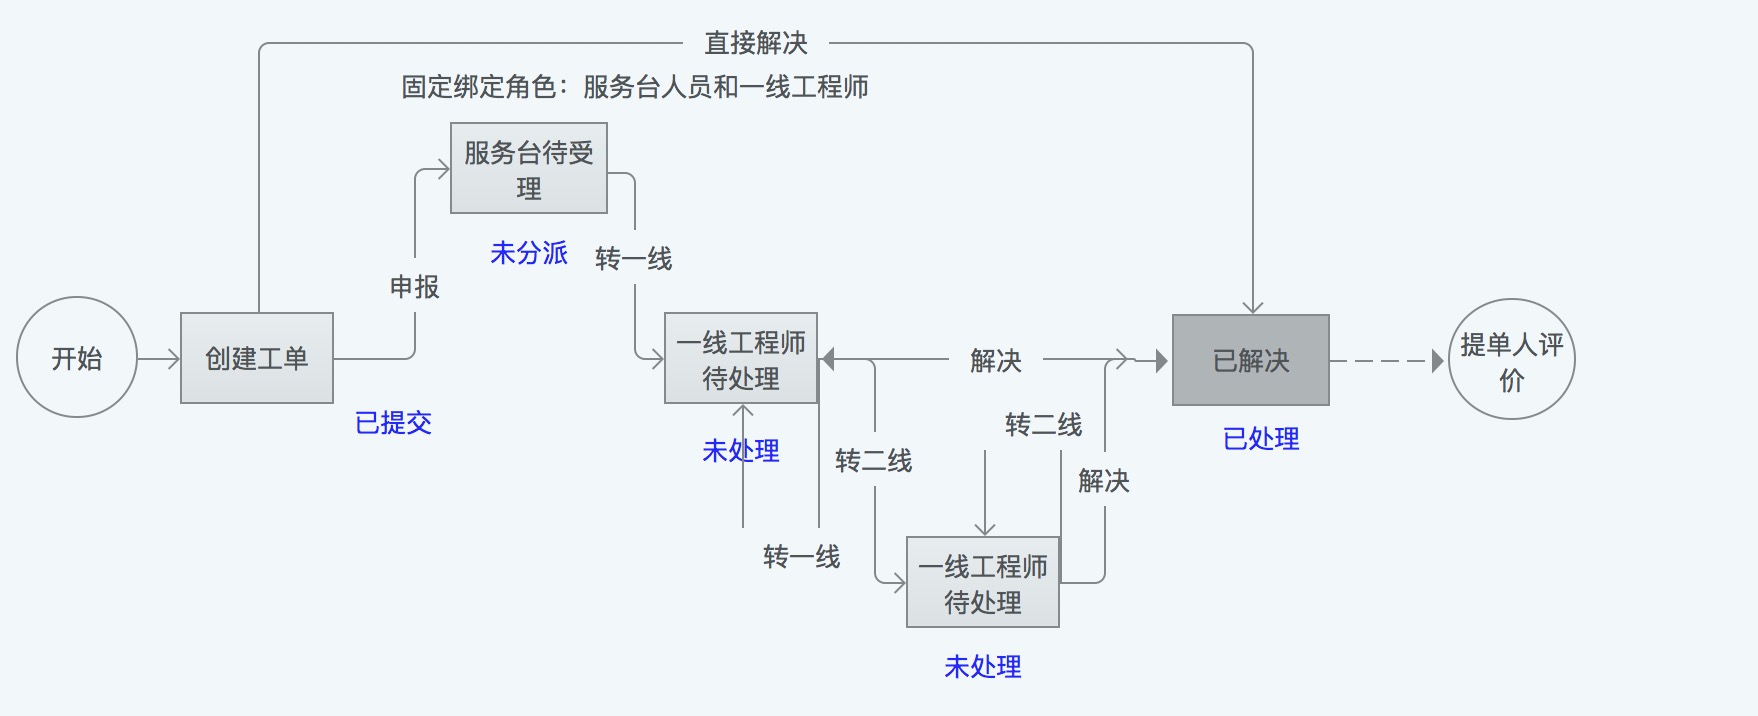 直接解决
固定绑定角色：服务台人员和一线工程师
服务台待受
理
未分派
转一线
申报
开始
创建工单
已提交
一线工程师
待处理
未处理
解决
已解决
已处理
提单人评
价
转二线
转二线
解决
转一线
一线工程师
待处理
未处理